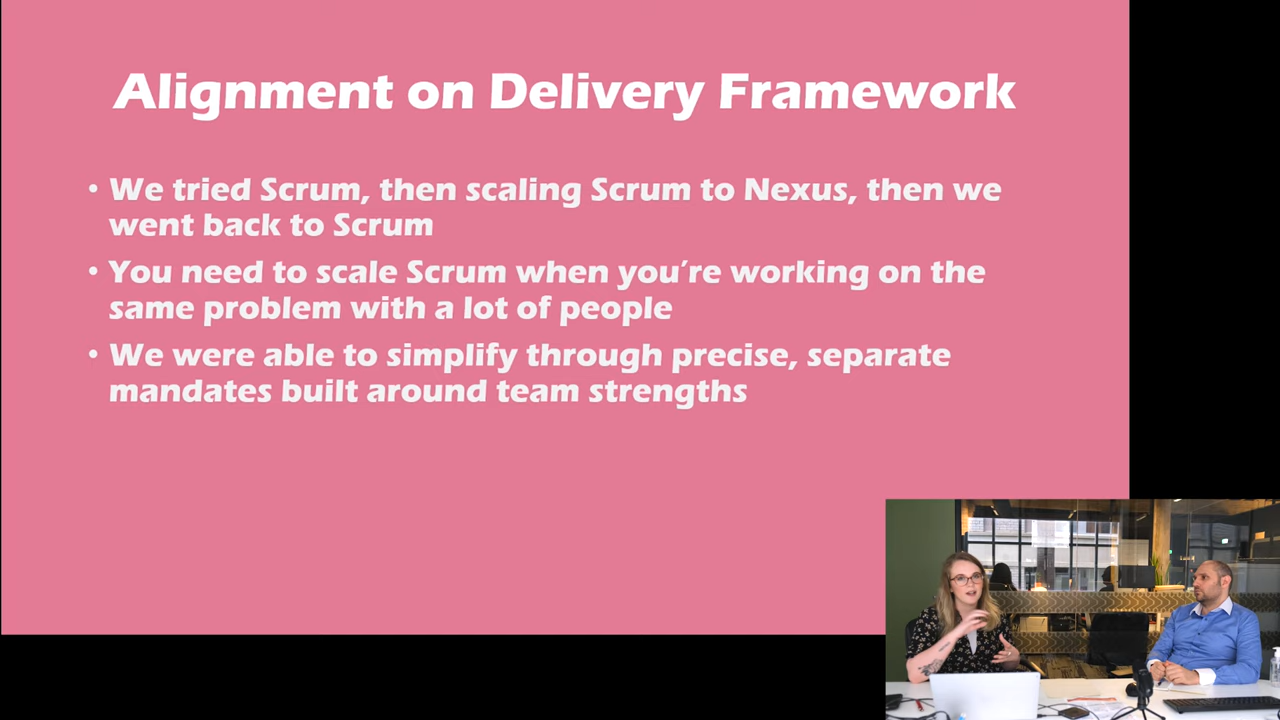 Alignment on Delivery Framework
• We tried Scrum, then scaling Scrum to Nexus, then we
went back to Scrum
• You need to scale Scrum when you’re working on the
same problem with a lot of people
• We were able to simplify through precise, separate
mandates built around team strengths